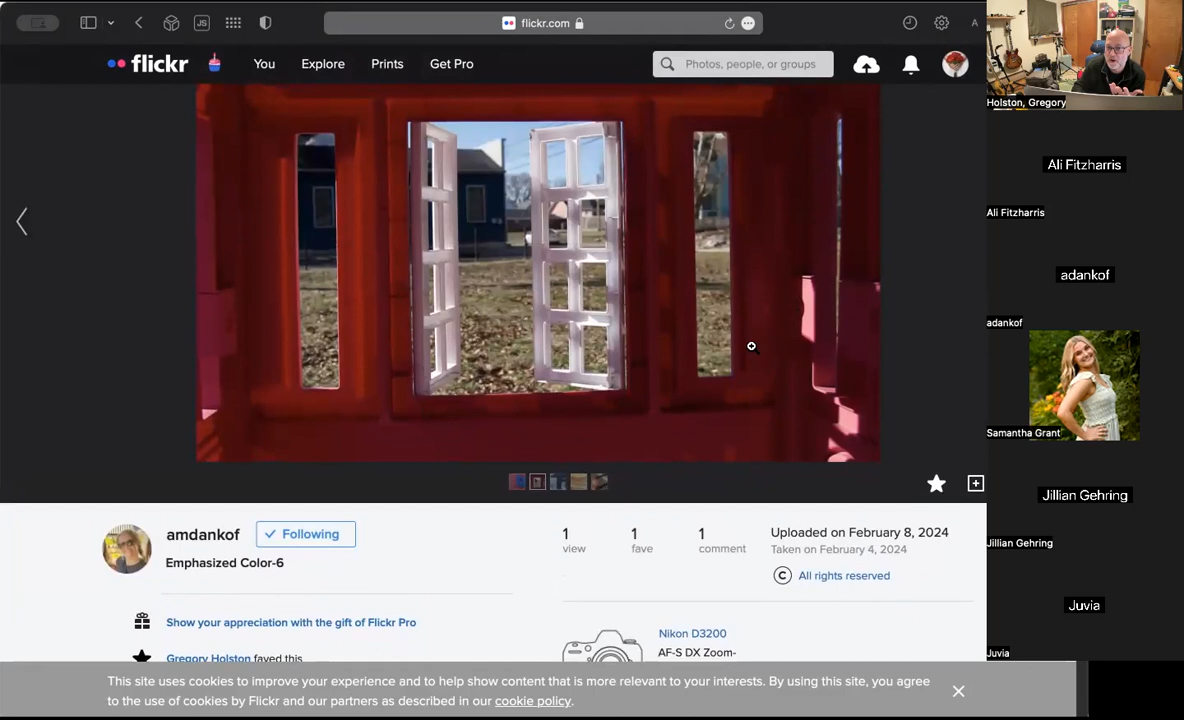 JS
flickr.com
A
flickr
You
Explore
Prints
Get Pro
Photos, people, or groups
amdankof
Following
Emphasized Color-6
Show your appreciation with the gift of Flickr Pro
Gregory Holston faved this
1
view
1
fave
1
comment
Uploaded on February 8, 2024
Taken on February 4, 2024
C All rights reserved
Nikon D3200
AF-S DX Zoom-
This site uses cookies to improve your experience and to help show content that is more relevant to your interests. By using this site, you agree
to the use of cookies by Flickr and our partners as described in our cookie policy.
Holston, Gregory
Ali Fitzharris
Ali Fitzharris
adankof
adankof
Samantha Grant
Jillian Gehring
Jillian Gehring
Juvia
Juvia